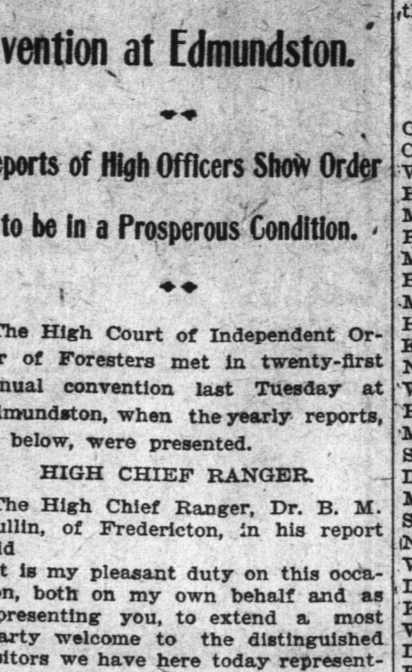 vention at Edmundston.
eports of High Officers Show Order
to be in a Prosperous Condition.
The High Court of Independent Or-
r of Foresters met in twenty-first
nual convention last Tuesday at
dmundston, when the yearly reports,
below, were presented.
HIGH CHIEF RANGER.
The High Chief Ranger, Dr. B. M.
ullin, of Fredericton, in his report
id
t is my pleasant duty on this occa-
on, both on my own behalf and as
presenting you, to extend a most
arty welcome to the distinguished
sitors we have here today represent-